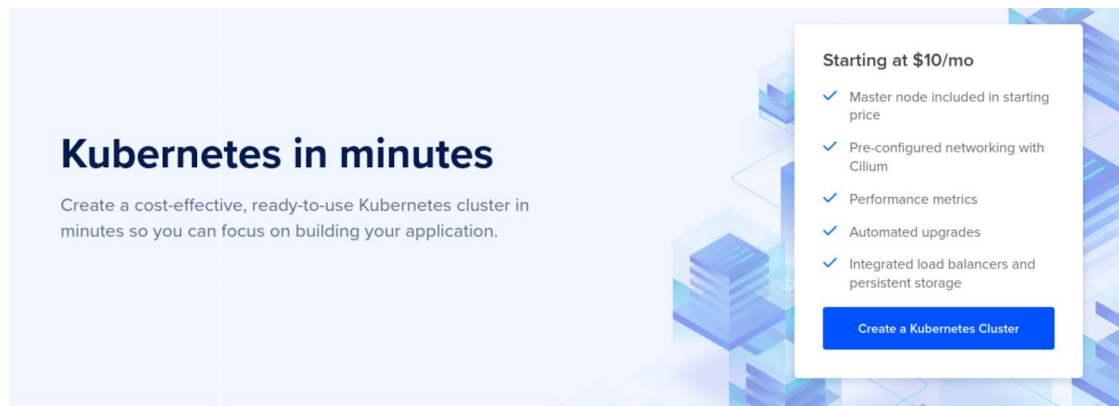 Kubernetes in minutes
Create a cost-effective, ready-to-use Kubernetes cluster in
minutes so you can focus on building your application.
Starting at $10/mo
Master node included in starting
price
Pre-configured networking with
Cilium
Performance metrics
Automated upgrades
Integrated load balancers and
persistent storage
Create a Kubernetes Cluster